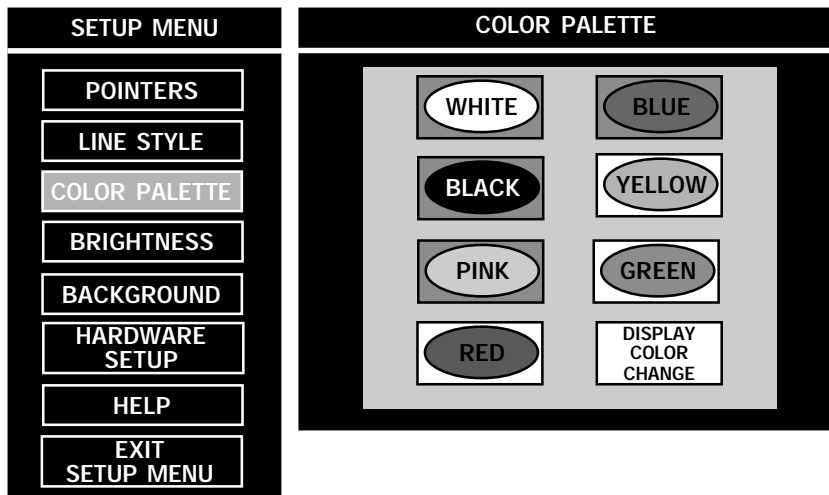 SETUP MENU
POINTERS
LINE STYLE
COLOR PALETTE
BRIGHTNESS
BACKGROUND
HARDWARE
SETUP
HELP
EXIT
SETUP MENU
COLOR PALETTE
WHITE
BLUE
BLACK
YELLOW
PINK
GREEN
RED
DISPLAY
COLOR
CHANGE